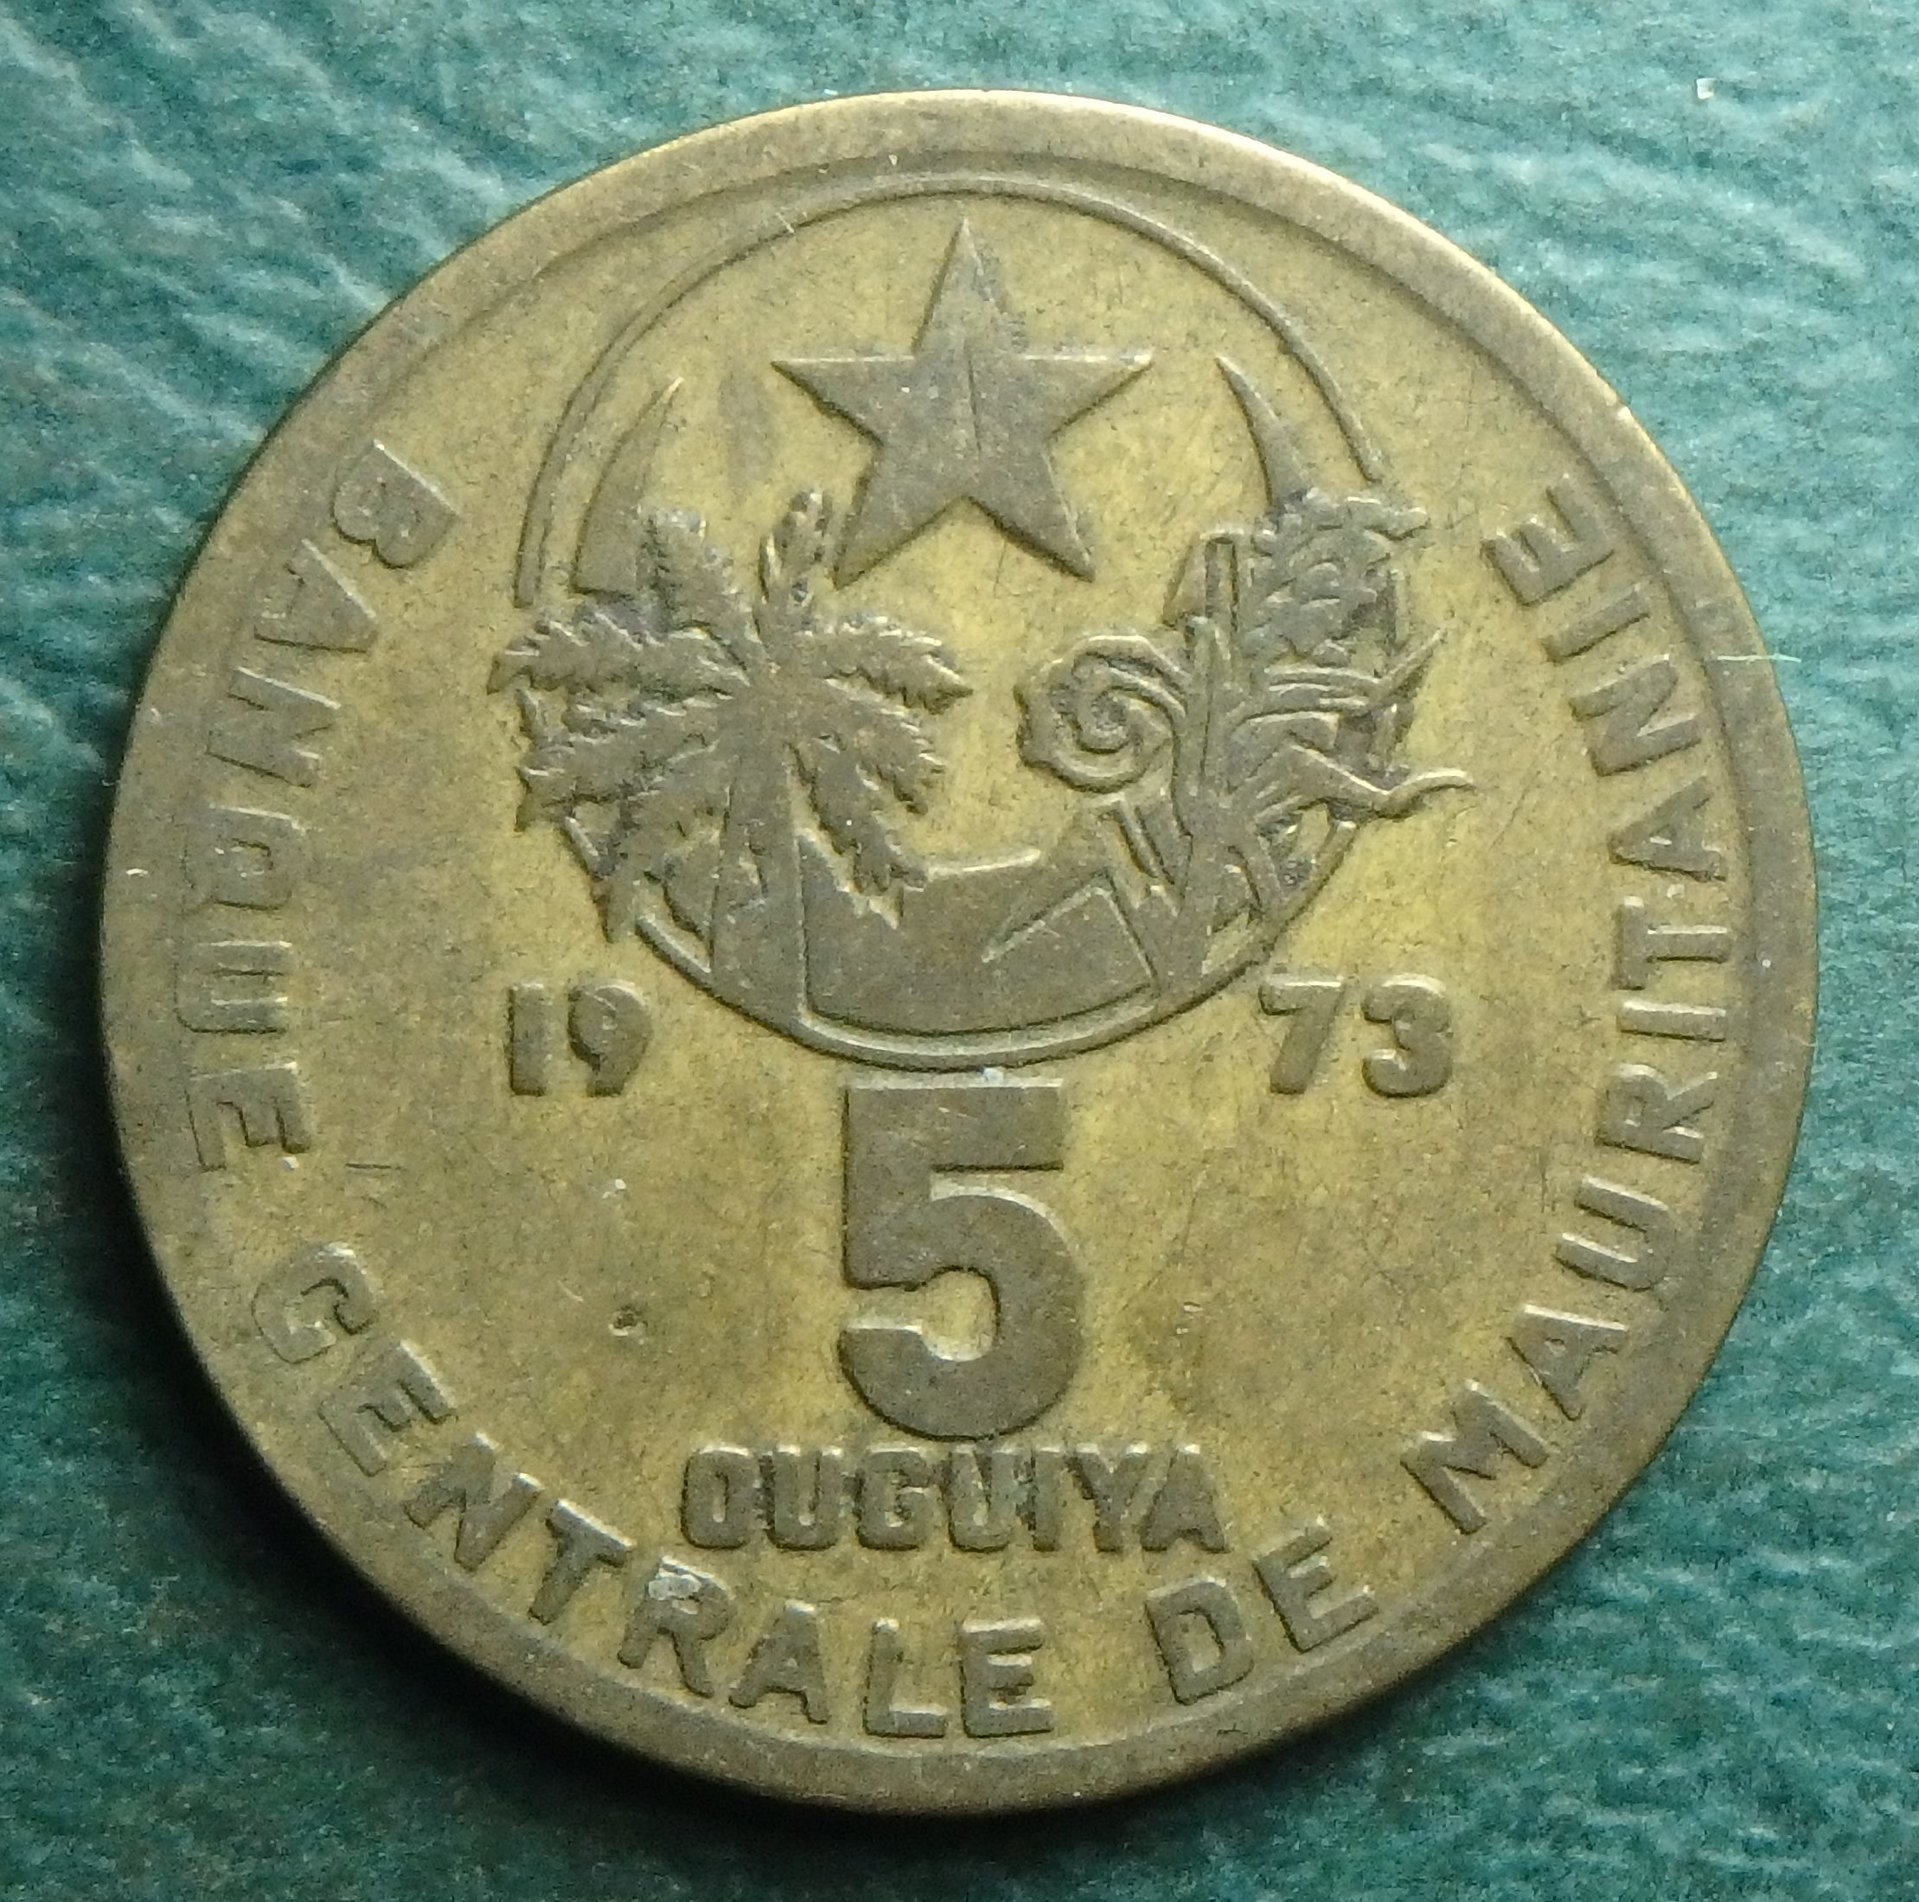 BANQUE CENTRALE DE MAURITANIE
1973
5
OUGUIYA